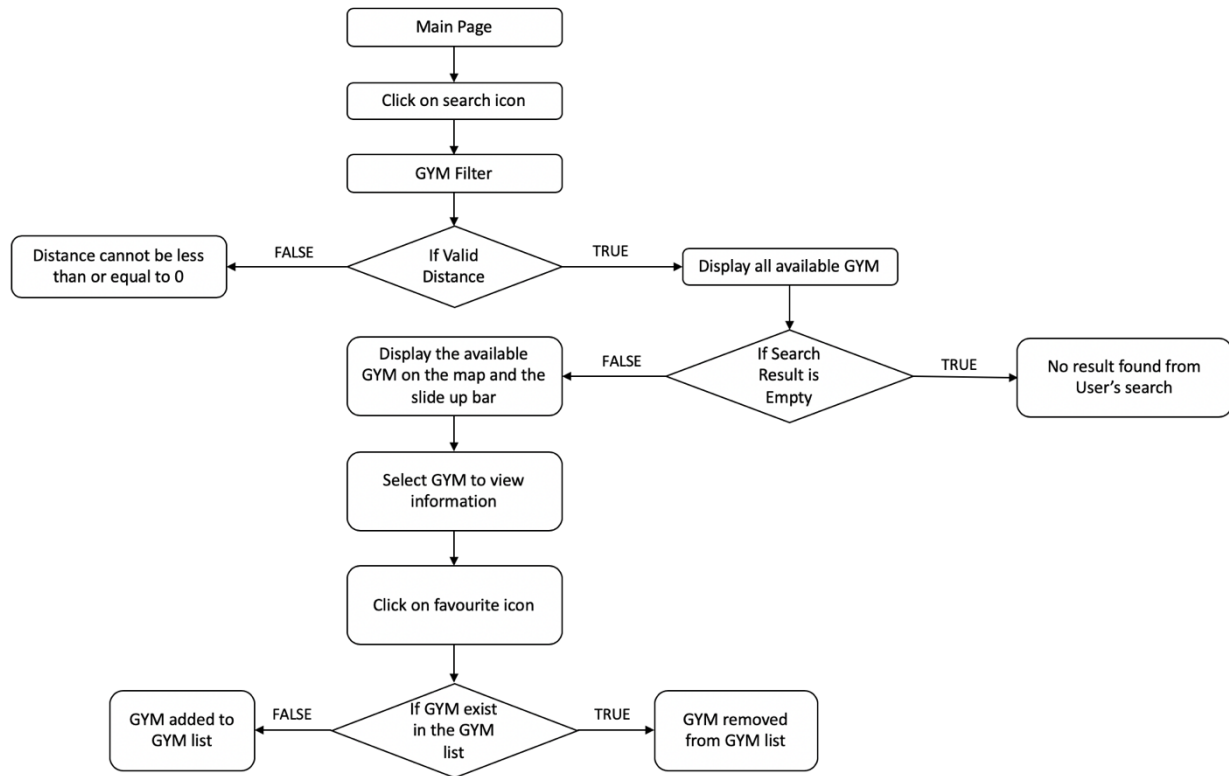 Main Page
Click on search icon
GYM Filter
Distance cannot be less
than or equal to 0
FALSE
If Valid
Distance
TRUE
Display all available GYM
Display the available
GYM on the map and the
slide up bar
FALSE
If Search
Result is
Empty
TRUE
No result found from
User’s search
Select GYM to view
information
Click on favourite icon
GYM added to
GYM list
FALSE
If GYM exist
in the GYM
list
TRUE
GYM removed
from GYM list